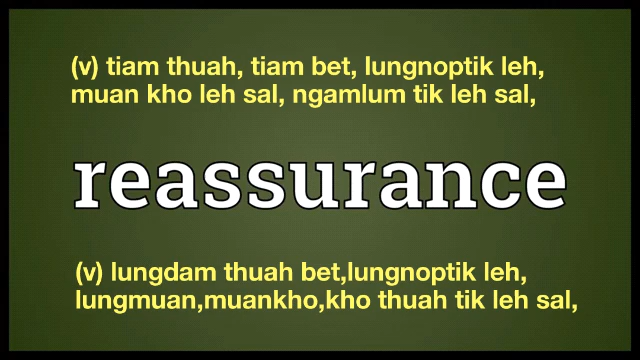 (v) tiam thuah, tiam bet, lungnoptik leh,
muan kho leh sal, ngamlum tik leh sal,
reassurance
(v) lungdam thuah bet,lungnoptik leh,
lungmuan,muankho,kho thuah tik leh sal,